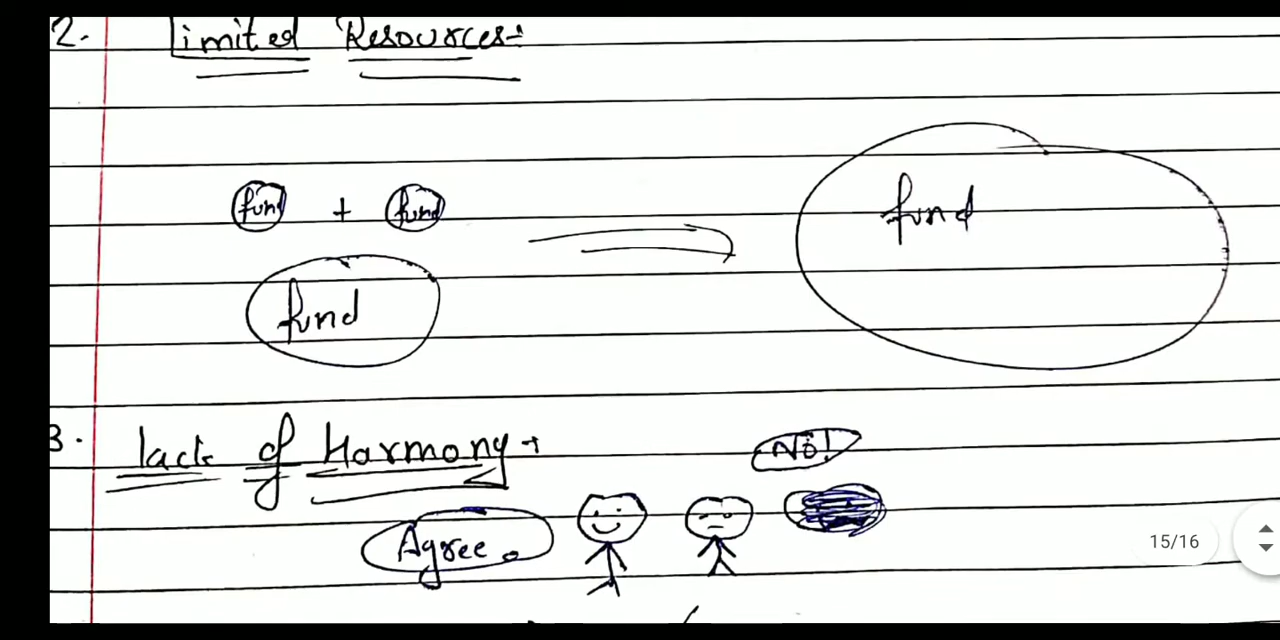 2. Limited Resources:-
fund + fund
fund
fund
3. lack of Harmony :-
No!
Agree.
15/16